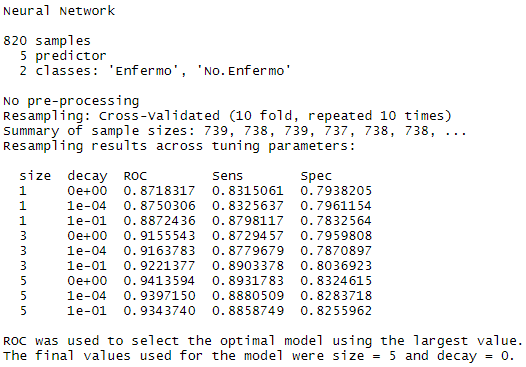 Neural Network

820 samples
  5 predictor
  2 classes: 'Enfermo', 'No.Enfermo'

No pre-processing
Resampling: Cross-Validated (10 fold, repeated 10 times)
Summary of sample sizes: 739, 738, 739, 737, 738, 738, ...
Resampling results across tuning parameters:

  size  decay  ROC        Sens       Spec
  1     0e+00  0.8718317  0.8315061  0.7938205
  1     1e-04  0.8750306  0.8325637  0.7961154
  1     1e-01  0.8872436  0.8798117  0.7832564
  3     0e+00  0.9155543  0.8729457  0.7959808
  3     1e-04  0.9163783  0.8779679  0.7870897
  3     1e-01  0.9221377  0.8903378  0.8036923
  5     0e+00  0.9413594  0.8931783  0.8324615
  5     1e-04  0.9397150  0.8880509  0.8283718
  5     1e-01  0.9343740  0.8858749  0.8255962

ROC was used to select the optimal model using the largest value.
The final values used for the model were size = 5 and decay = 0.